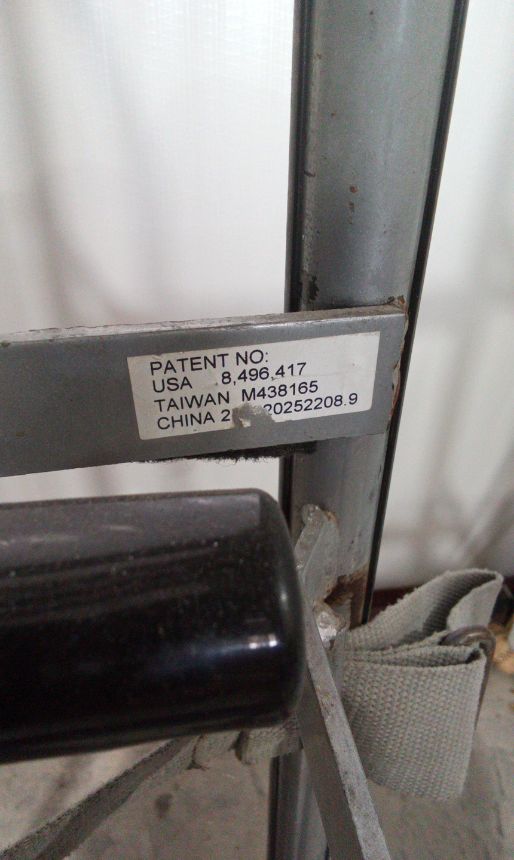 PATENT NO:
USA 8,496,417
TAIWAN M438165
CHINA